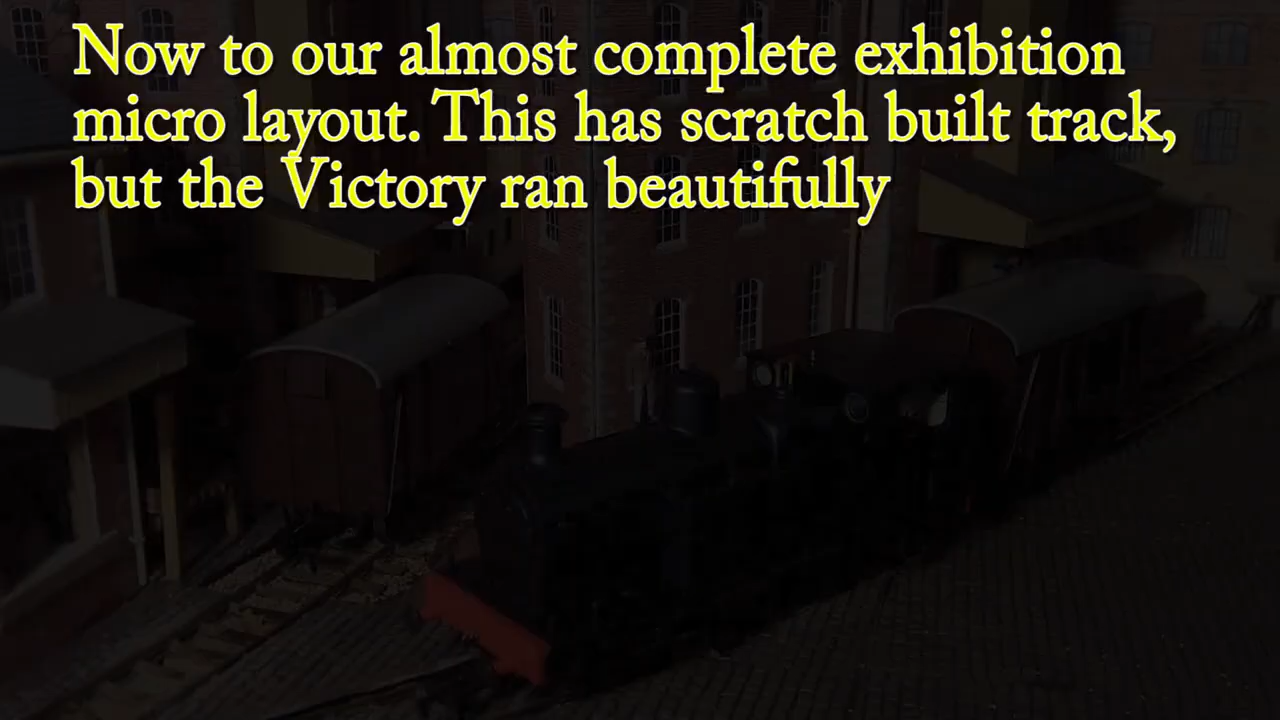 Now to our almost complete exhibition
micro layout. This has scratch built track,
but the Victory ran beautifully